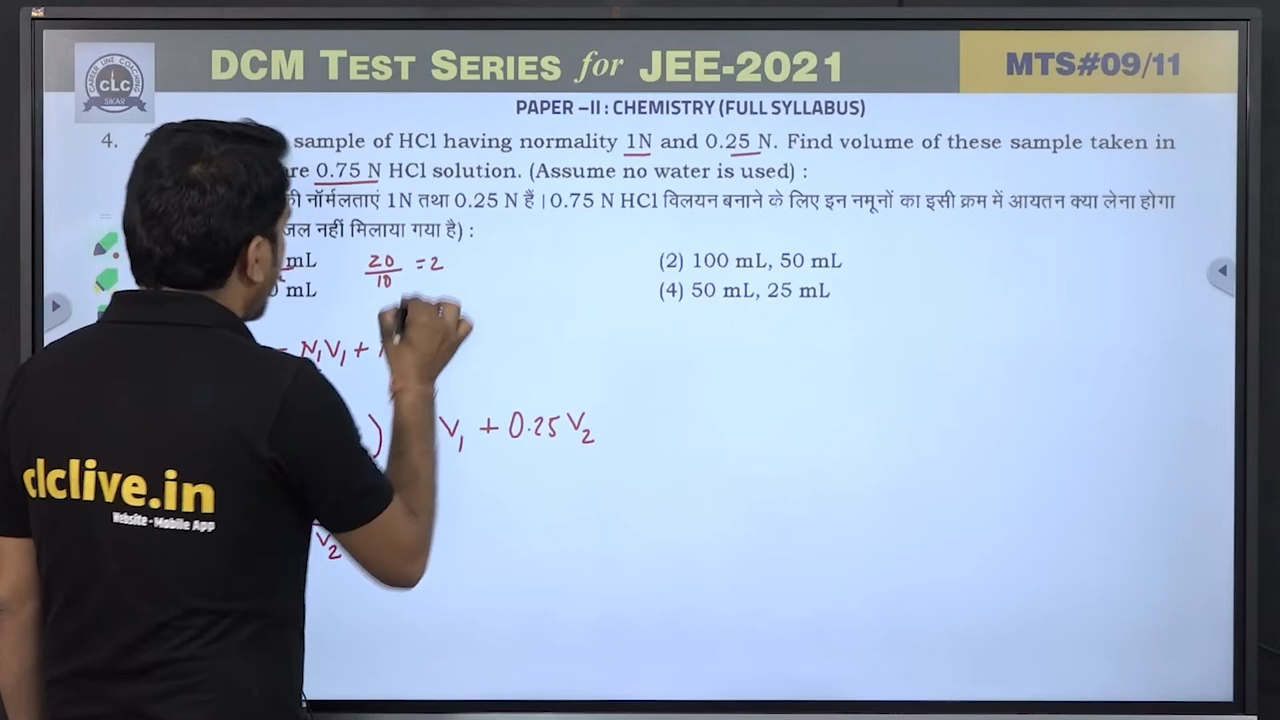 DCM TEST SERIES for JEE-2021
MTS#09/11
CAREER LINE COACHING
CLC
SIKAR
PAPER –II : CHEMISTRY (FULL SYLLABUS)
4. sample of HCl having normality 1N and 0.25 N. Find volume of these sample taken in
0.75 N HCl solution. (Assume no water is used) :
की नॉर्मलताएं 1N तथा 0.25 N हैं। 0.75 N HCl विलयन बनाने के लिए इन नमूनों का इसी क्रम में आयतन क्या लेना होगा
जल नहीं मिलाया गया है) :
mL 20/10 = 2 (2) 100 mL, 50 mL
mL (4) 50 mL, 25 mL
= N₁V₁ +
) V₁ + 0.25 V₂
V₂
clclive.in
Website - Mobile App